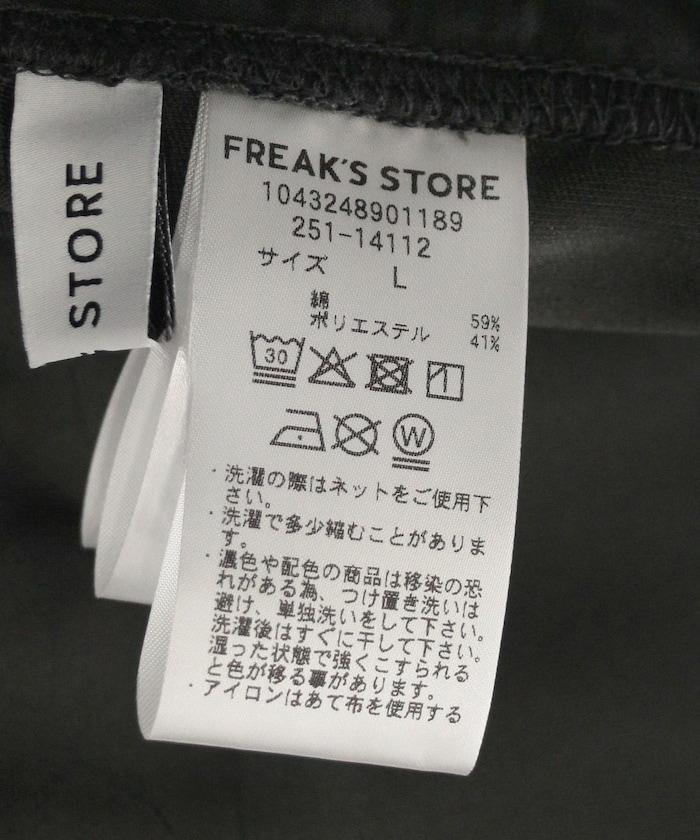 STORE
FREAK'S STORE
1043248901189
251-14112
サイズ L
綿 59%
ポリエステル 41%
30
W
・洗濯の際はネットをご使用下
さい。
・洗濯で多少縮むことがありま
す。
・濃色や配色の商品は移染の恐
れがある為、つけ置き洗いは
避け、単独洗いをして下さい。
洗濯後はすぐに干して下さい。
湿った状態で強くこすられる
と色が移る事があります。
・アイロンはあて布を使用する